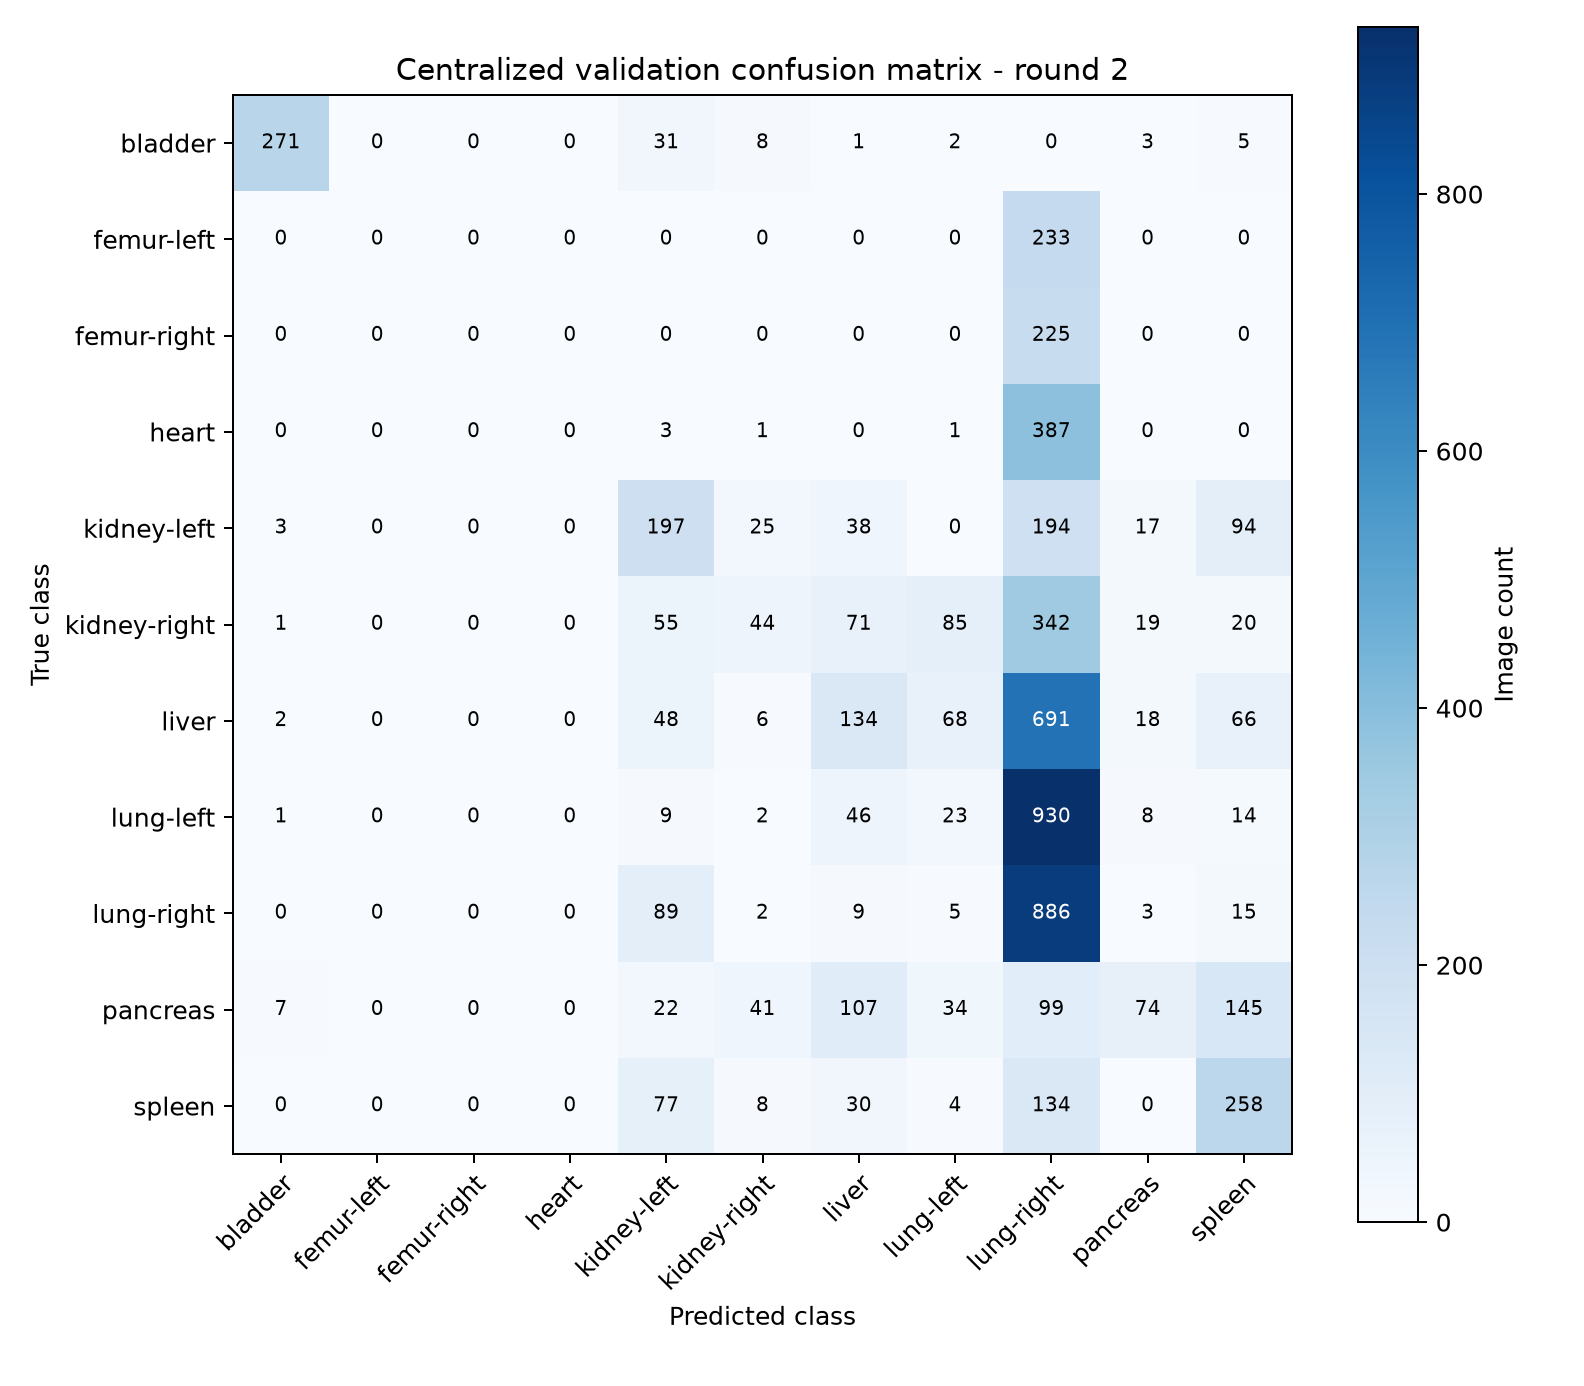 Centralized validation confusion matrix - round 2
bladder 271 0 0 0 31 8 1 2 0 3 5
femur-left 0 0 0 0 0 0 0 0 233 0 0
femur-right 0 0 0 0 0 0 0 0 225 0 0
heart 0 0 0 0 3 1 0 1 387 0 0
kidney-left 3 0 0 0 197 25 38 0 194 17 94
kidney-right 1 0 0 0 55 44 71 85 342 19 20
liver 2 0 0 0 48 6 134 68 691 18 66
lung-left 1 0 0 0 9 2 46 23 930 8 14
lung-right 0 0 0 0 89 2 9 5 886 3 15
pancreas 7 0 0 0 22 41 107 34 99 74 145
spleen 0 0 0 0 77 8 30 4 134 0 258
True class
bladder femur-left femur-right heart kidney-left kidney-right liver lung-left lung-right pancreas spleen
Predicted class
800
600
400
200
0
Image count